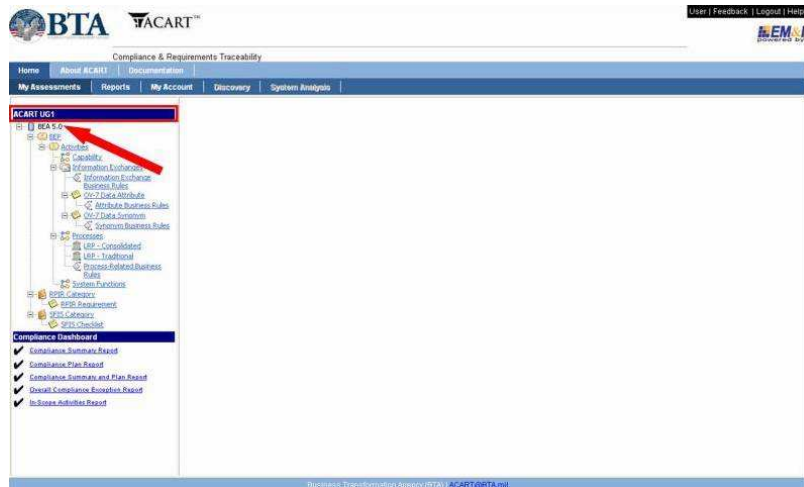 User | Feedback | Logout | Help
BTA
ACART™
powered by
Compliance & Requirements Traceability
Home | About ACART | Documentation
My Assessments | Reports | My Account | Discovery | System Analysis
ACART UG1
BEA 5.0
BEP
Activities
Capability
Information Exchanges
Information Exchange
Business Rules
OV-7 Data Attribute
Attribute Business Rules
OV-7 Data Synonym
Synonym Business Rules
Processes
LRP - Consolidated
LRP - Traditional
Process-Related Business
Rules
System Functions
RPIR Category
RPIR Requirement
SFIS Category
SFIS Checklist
Compliance Dashboard
Compliance Summary Report
Compliance Plan Report
Compliance Summary and Plan Report
Overall Compliance Exception Report
In-Scope Activities Report
Business Transformation Agency (BTA) | ACART@BTA.mil